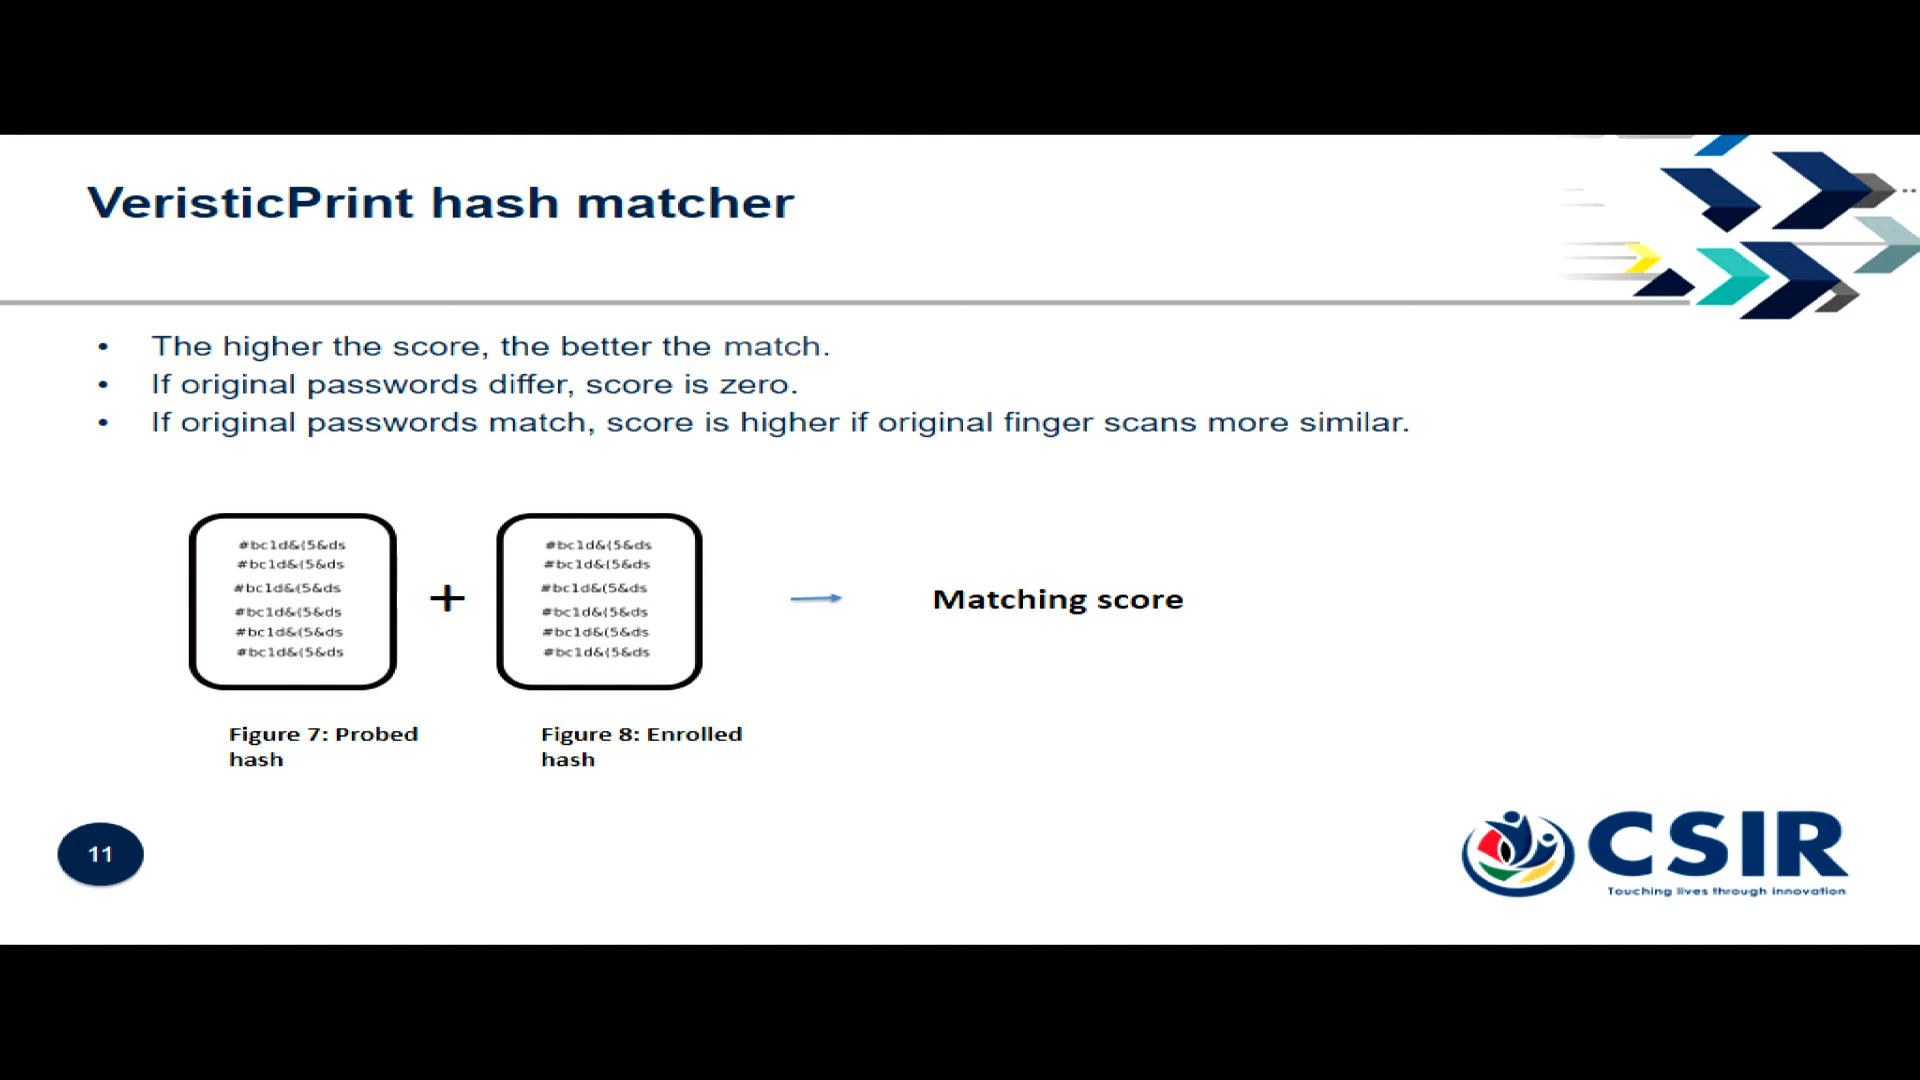 VeristicPrint hash matcher
• The higher the score, the better the match.
• If original passwords differ, score is zero.
• If original passwords match, score is higher if original finger scans more similar.
#bc1d&(5&ds
#bc1d&(5&ds
#bc1d&(5&ds
#bc1d&(5&ds
#bc1d&(5&ds
#bc1d&(5&ds
+
#bc1d&(5&ds
#bc1d&(5&ds
#bc1d&(5&ds
#bc1d&(5&ds
#bc1d&(5&ds
#bc1d&(5&ds
Matching score
Figure 7: Probed
hash
Figure 8: Enrolled
hash
11
CSIR
Touching lives through innovation